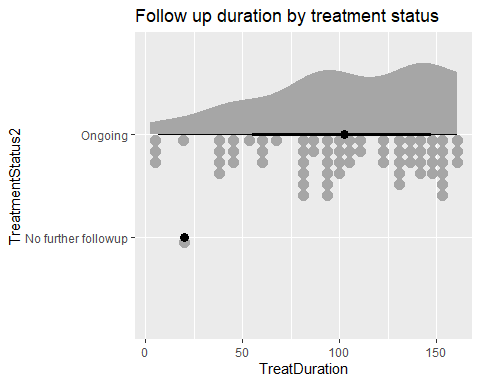 Follow up duration by treatment status
TreatmentStatus2
Ongoing
No further followup
0
50
100
150
TreatDuration